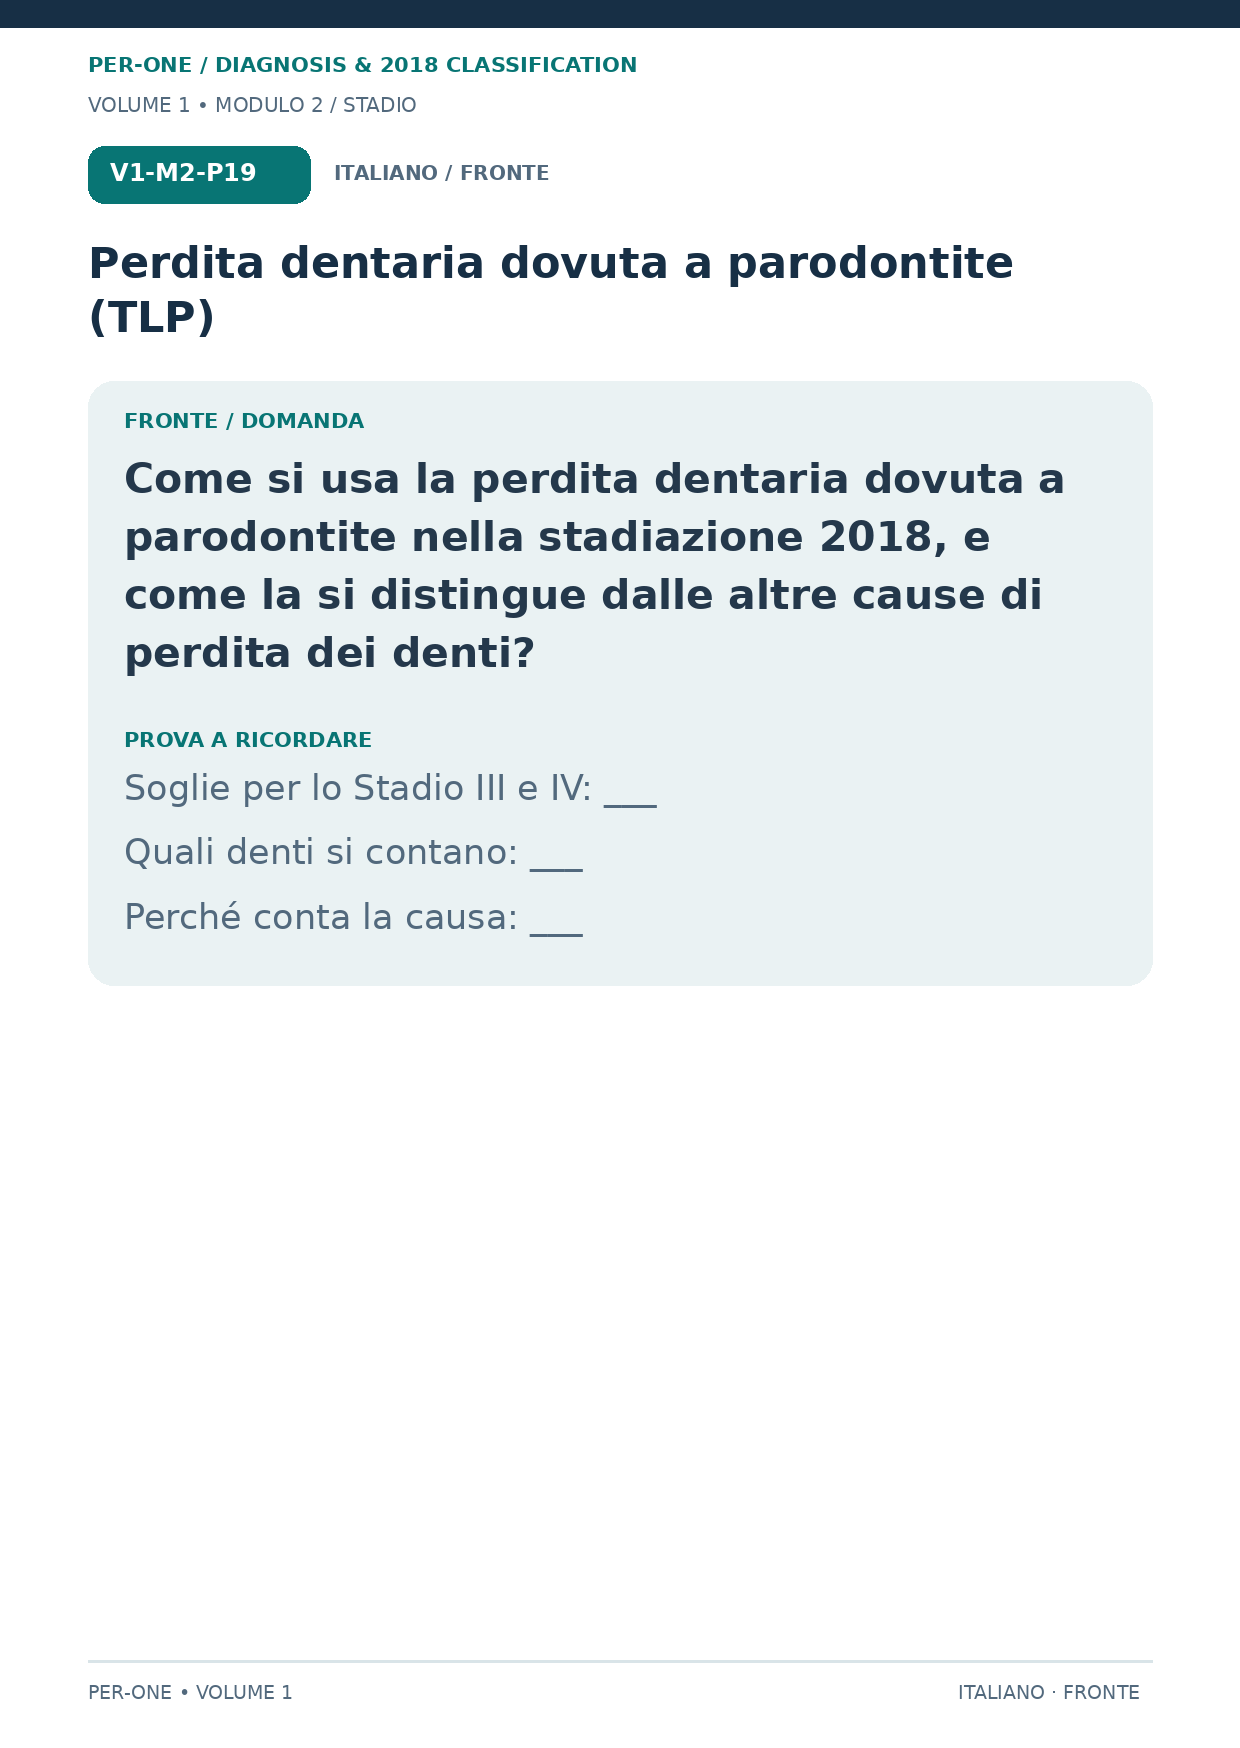 PER-ONE / DIAGNOSIS & 2018 CLASSIFICATION
VOLUME 1 • MODULO 2 / STADIO
V1-M2-P19
ITALIANO / FRONTE
Perdita dentaria dovuta a parodontite
(TLP)
FRONTE / DOMANDA
Come si usa la perdita dentaria dovuta a
parodontite nella stadiazione 2018, e
come la si distingue dalle altre cause di
perdita dei denti?
PROVA A RICORDARE
Soglie per lo Stadio III e IV: ___
Quali denti si contano: ___
Perché conta la causa: ___
PER-ONE • VOLUME 1
ITALIANO · FRONTE